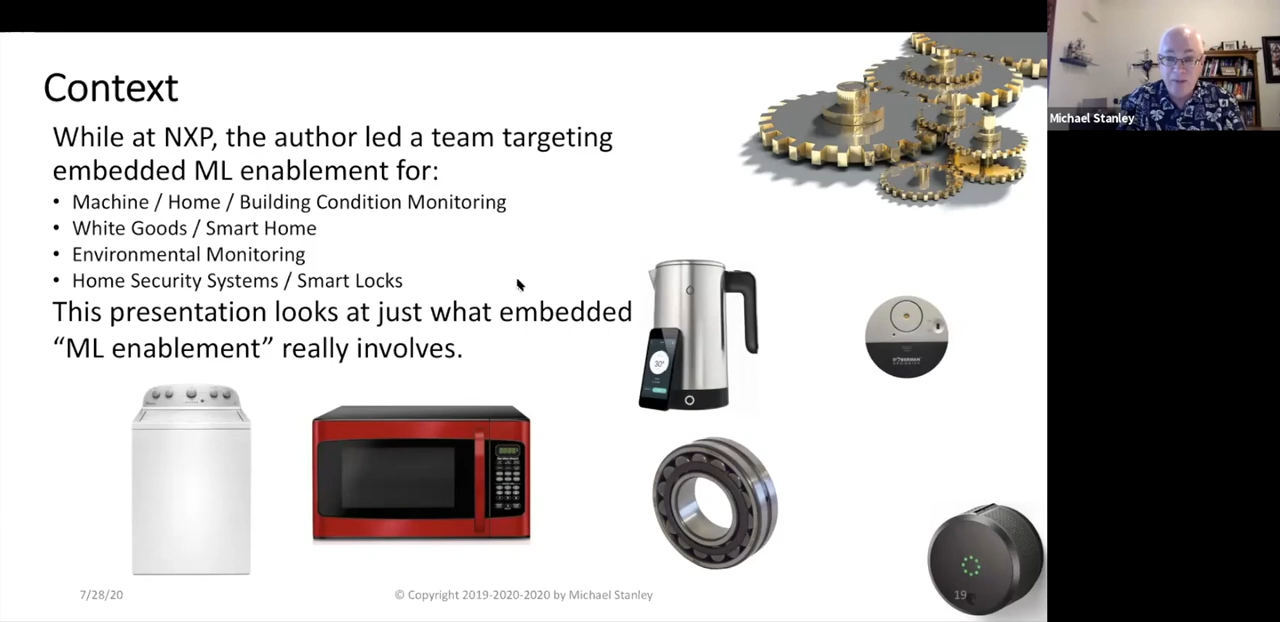 Context
While at NXP, the author led a team targeting
embedded ML enablement for:
• Machine / Home / Building Condition Monitoring
• White Goods / Smart Home
• Environmental Monitoring
• Home Security Systems / Smart Locks
This presentation looks at just what embedded
“ML enablement” really involves.
30°
7/28/20
© Copyright 2019-2020-2020 by Michael Stanley
19
Michael Stanley